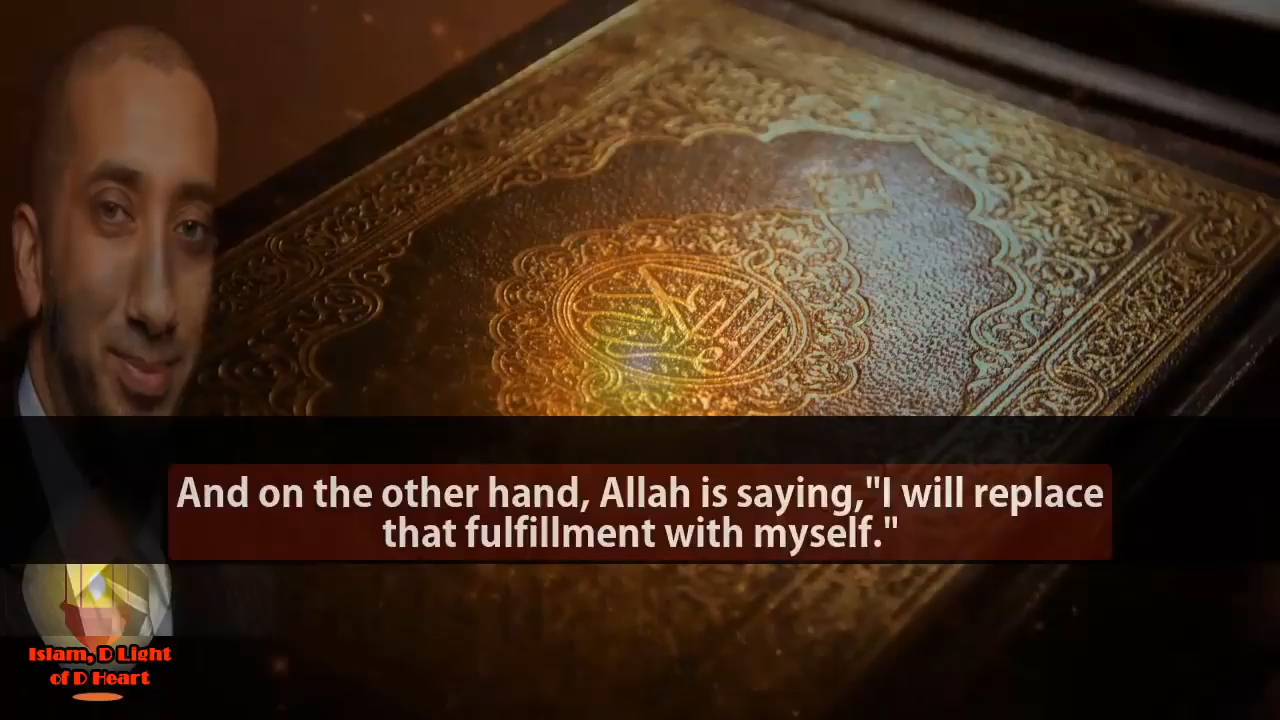 And on the other hand, Allah is saying,"I will replace
that fulfillment with myself."
Islam, D Light
of D Heart